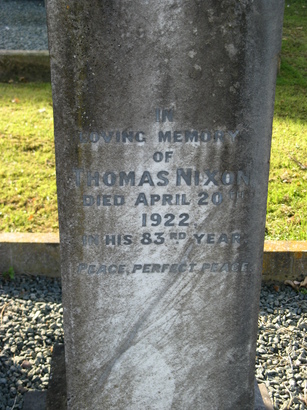 IN
LOVING MEMORY
OF
THOMAS NIXON
DIED APRIL 20TH
1922
IN HIS 83RD YEAR
PEACE, PERFECT, PEACE